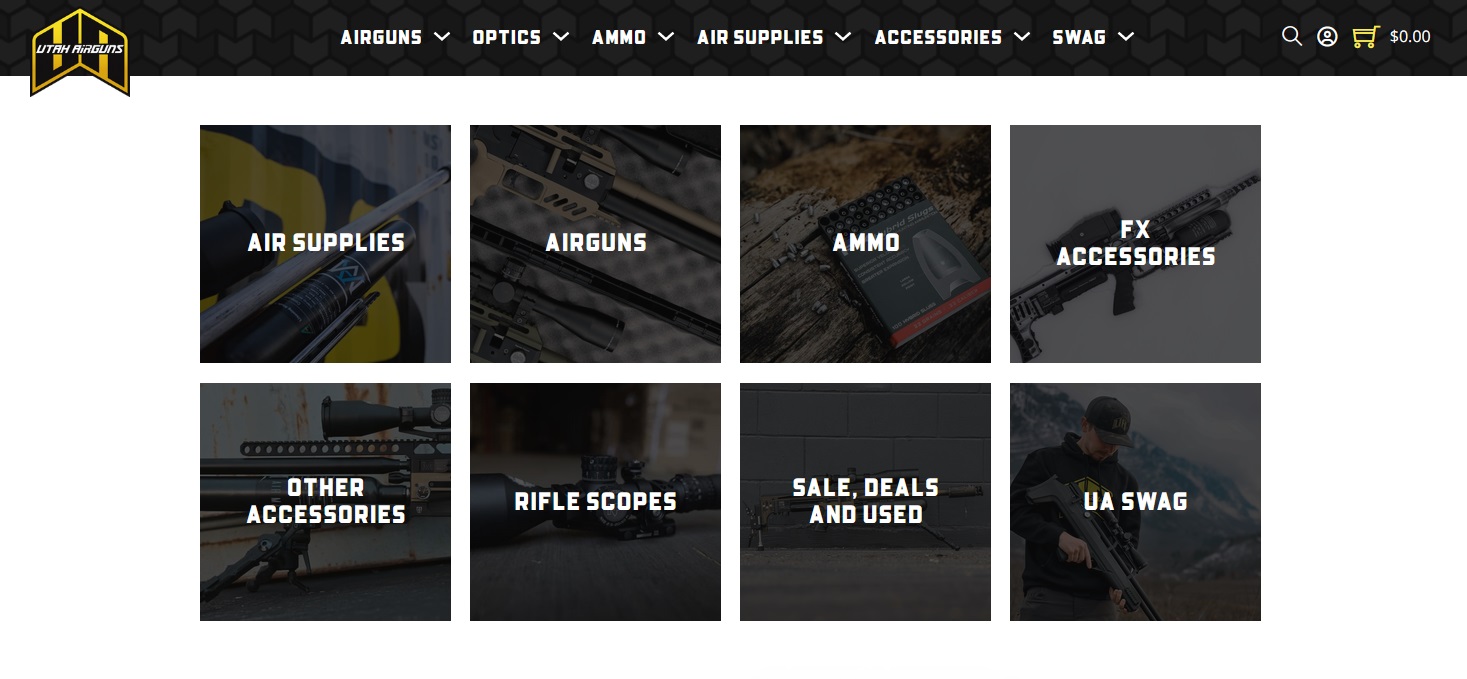 UTAH AIRGUNS
AIRGUNS
OPTICS
AMMO
AIR SUPPLIES
ACCESSORIES
SWAG
$0.00
AIR SUPPLIES
AIRGUNS
AMMO
FX
ACCESSORIES
OTHER
ACCESSORIES
RIFLE SCOPES
SALE, DEALS
AND USED
UA SWAG